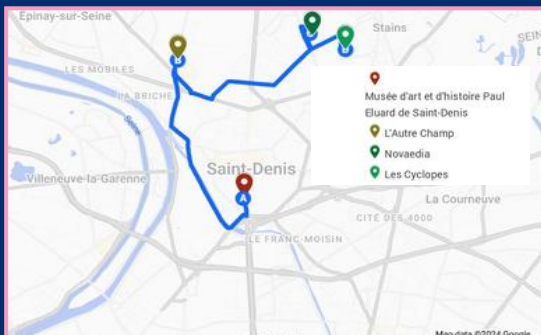 Epinay-sur-Seine
Stains
LES MOBILES
LA BRICHE
Seine
Musée d'art et d'histoire Paul
Eluard de Saint-Denis
L'Autre Champ
Novaedia
Les Cyclopes
Saint-Denis
Villeneuve-la-Garenne
A
La Courneuve
CITÉ DES 4000
LE FRANC-MOISIN
Map data ©2024 Google